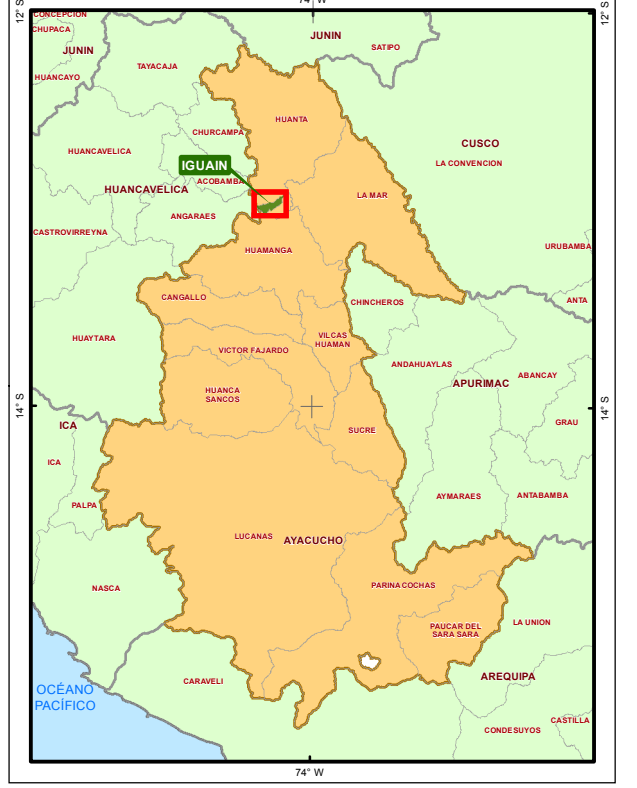 74° W
12° S
12° S
CONCEPCION
CHUPACA
JUNIN
JUNIN
SATIPO
TAYACAJA
HUANCAYO
HUANTA
CHURCAMPA
CUSCO
HUANCAVELICA
LA CONVENCION
IGUAIN
ACOBAMBA
HUANCAVELICA
LA MAR
ANGARAES
CASTROVIRREYNA
URUBAMBA
HUAMANGA
CANGALLO
CHINCHEROS
ANTA
HUAYTARA
VILCAS
HUAMAN
VICTOR FAJARDO
ANDAHUAYLAS
ABANCAY
APURIMAC
HUANCA
SANCOS
14° S
14° S
ICA
GRAU
SUCRE
ICA
AYMARAES
ANTABAMBA
PALPA
LUCANAS
AYACUCHO
NASCA
PARINACOCHAS
PAUCAR DEL
SARA SARA
LA UNION
CARAVELI
AREQUIPA
OCÉANO
PACÍFICO
CASTILLA
CONDESUYOS
74° W